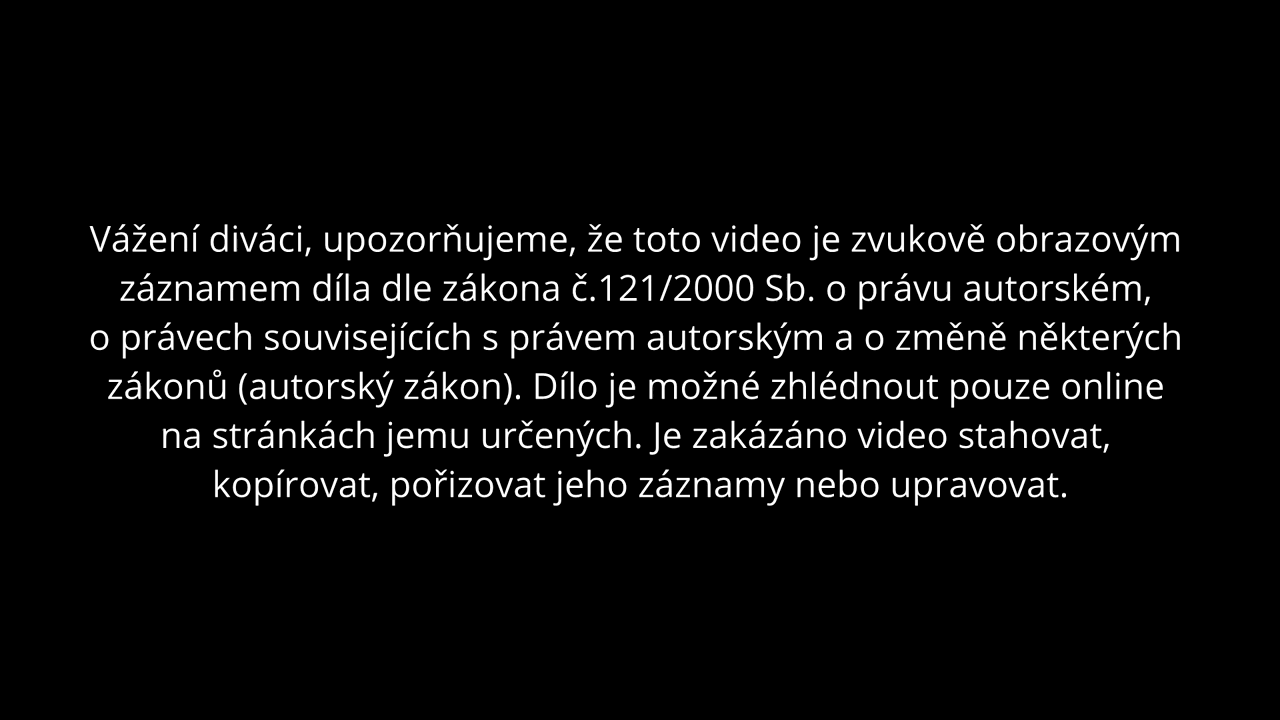 Vážení diváci, upozorňujeme, že toto video je zvukově obrazovým
záznamem díla dle zákona č.121/2000 Sb. o právu autorském,
o právech souvisejících s právem autorským a o změně některých
zákonů (autorský zákon). Dílo je možné zhlédnout pouze online
na stránkách jemu určených. Je zakázáno video stahovat,
kopírovat, pořizovat jeho záznamy nebo upravovat.